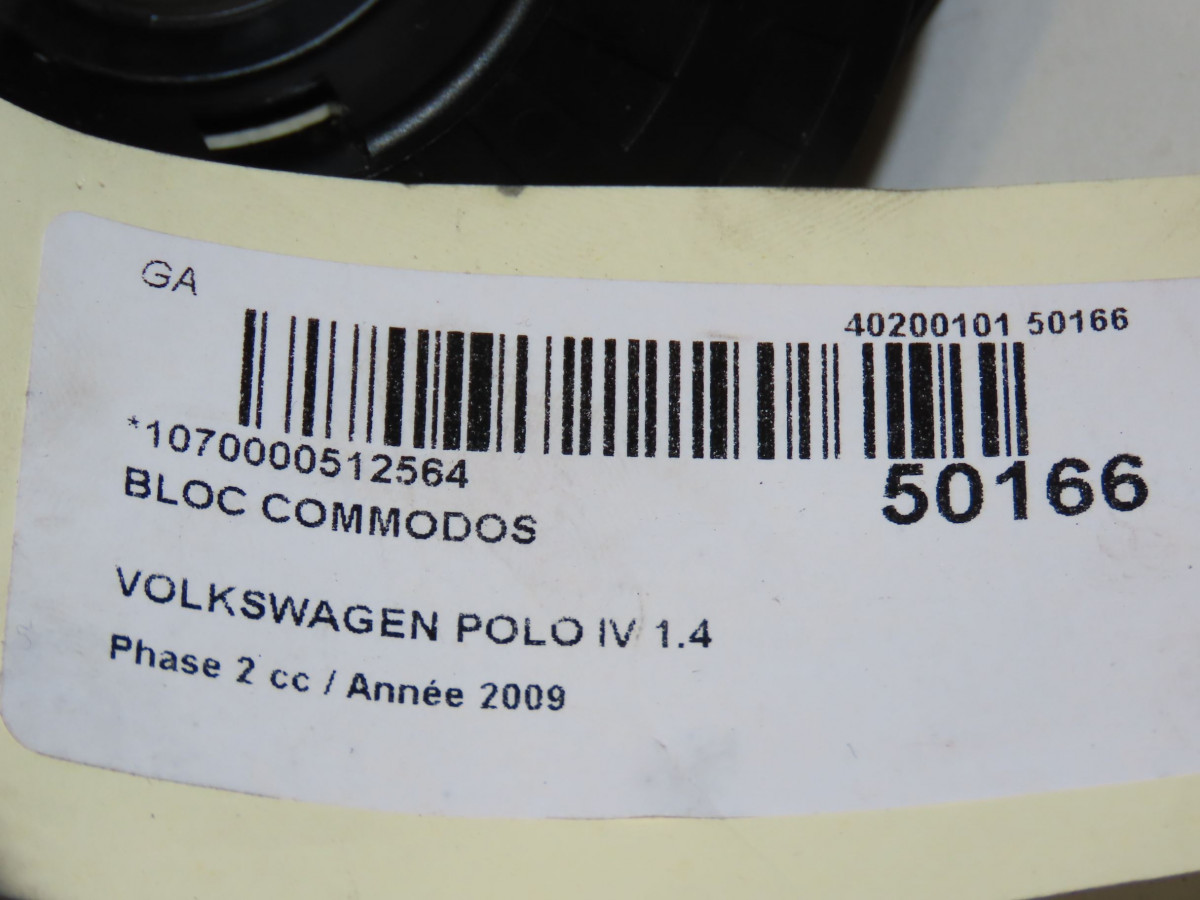 GA
40200101 50166
*1070000512564
50166
BLOC COMMODOS
VOLKSWAGEN POLO IV 1.4
Phase 2 cc / Année 2009